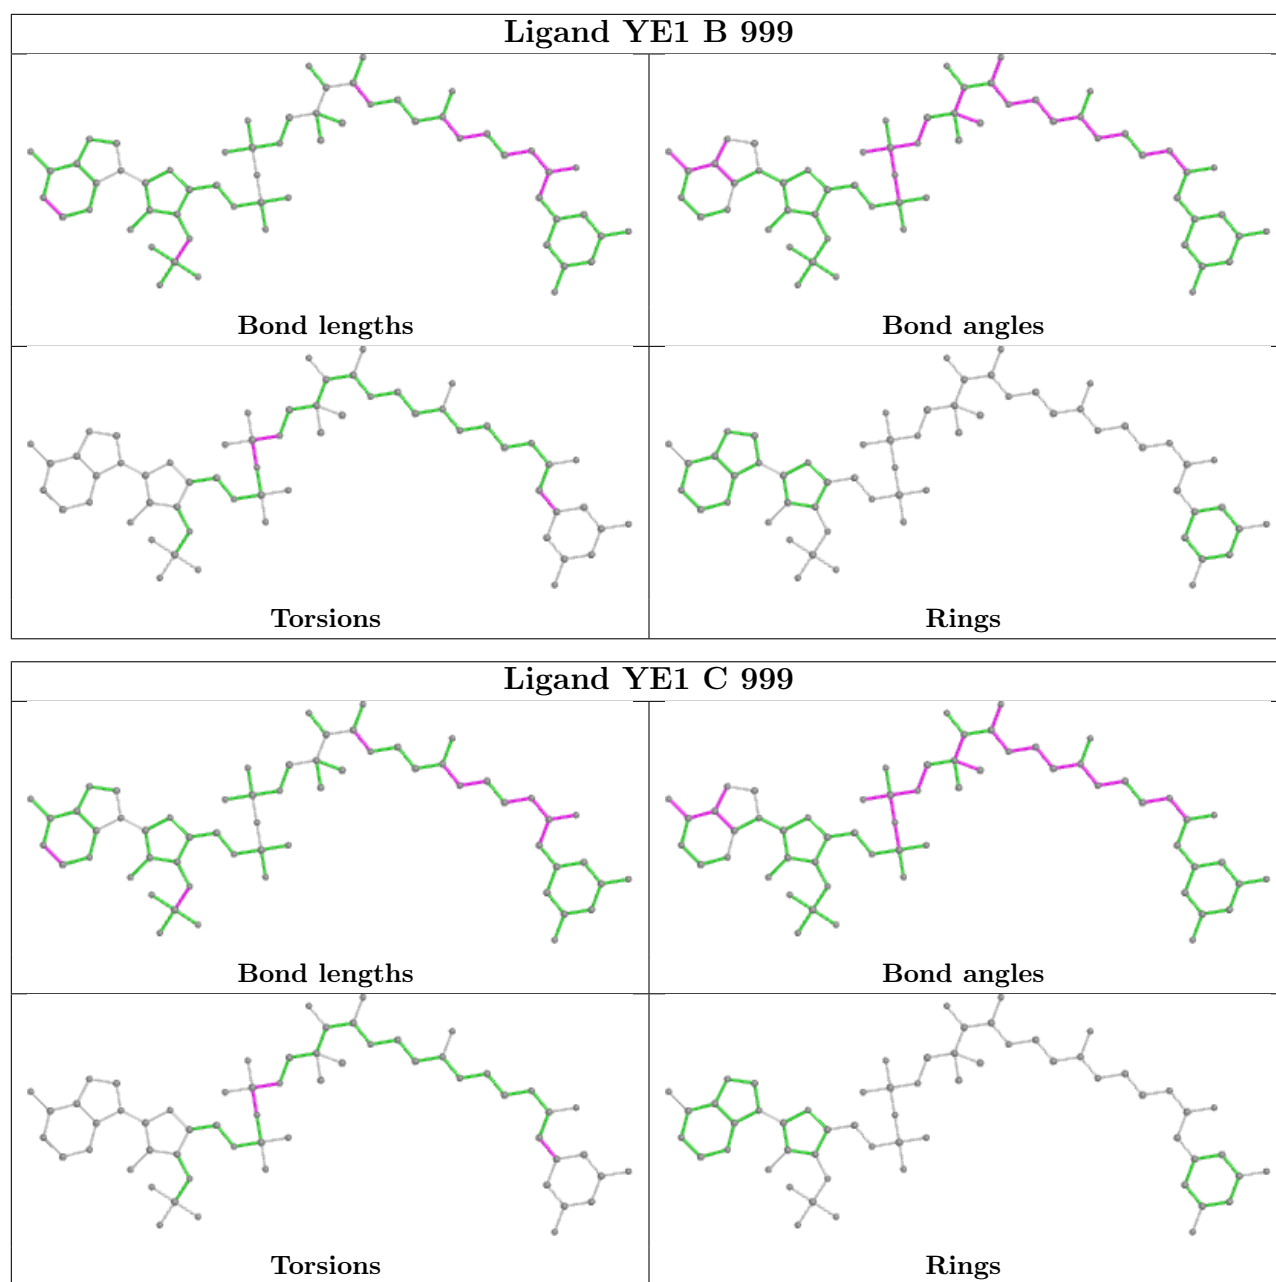 Ligand YE1 B 999
Bond lengths
Bond angles
Torsions
Rings
Ligand YE1 C 999
Bond lengths
Bond angles
Torsions
Rings